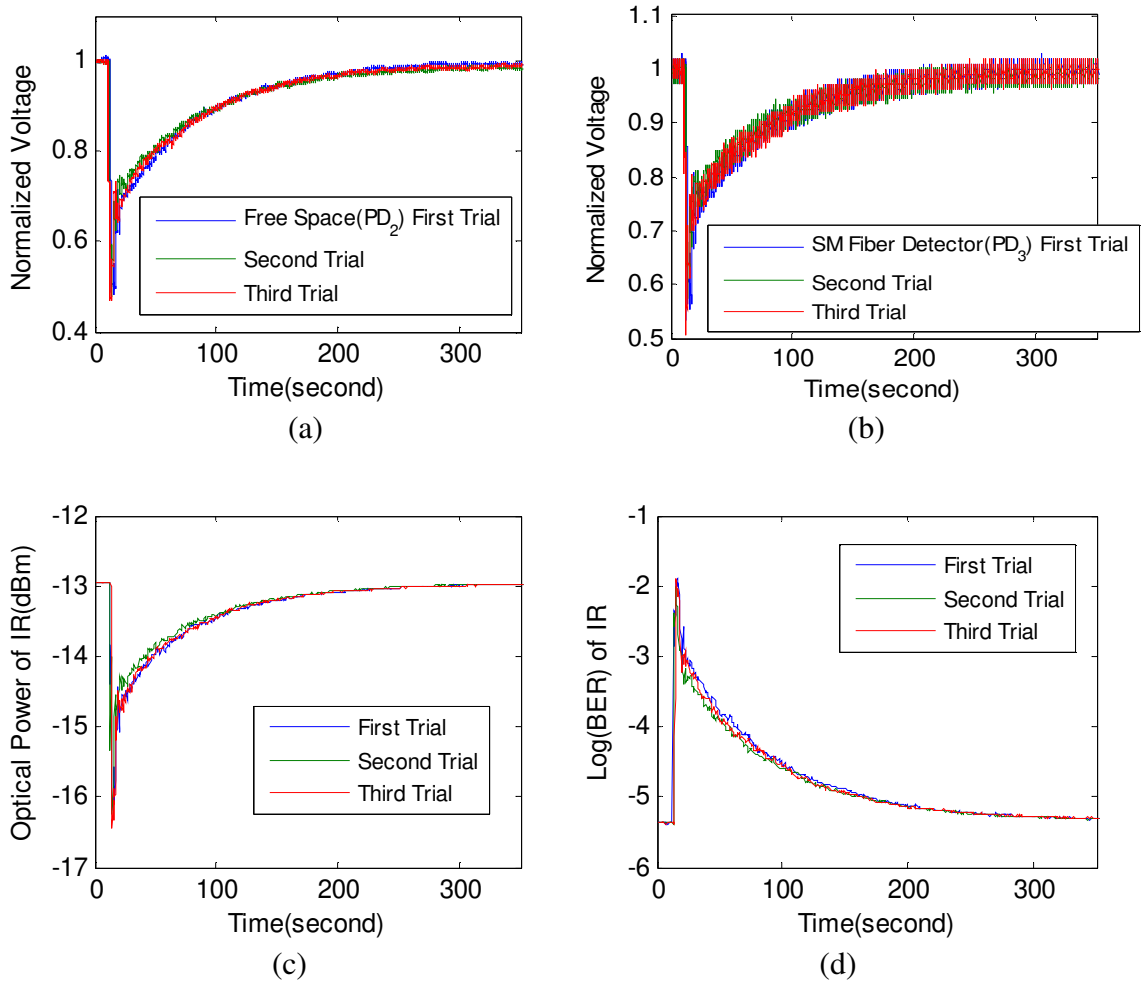 1
0.8
0.6
0.4
0 100 200 300
Normalized Voltage
Time(second)
Free Space(PD2) First Trial
Second Trial
Third Trial
(a)
1.1
1
0.9
0.8
0.7
0.6
0.5
0 100 200 300
Normalized Voltage
Time(second)
SM Fiber Detector(PD3) First Trial
Second Trial
Third Trial
(b)
-12
-13
-14
-15
-16
-17
0 100 200 300
Optical Power of IR(dBm)
Time(second)
First Trial
Second Trial
Third Trial
(c)
-1
-2
-3
-4
-5
-6
0 100 200 300
Log(BER) of IR
Time(second)
First Trial
Second Trial
Third Trial
(d)